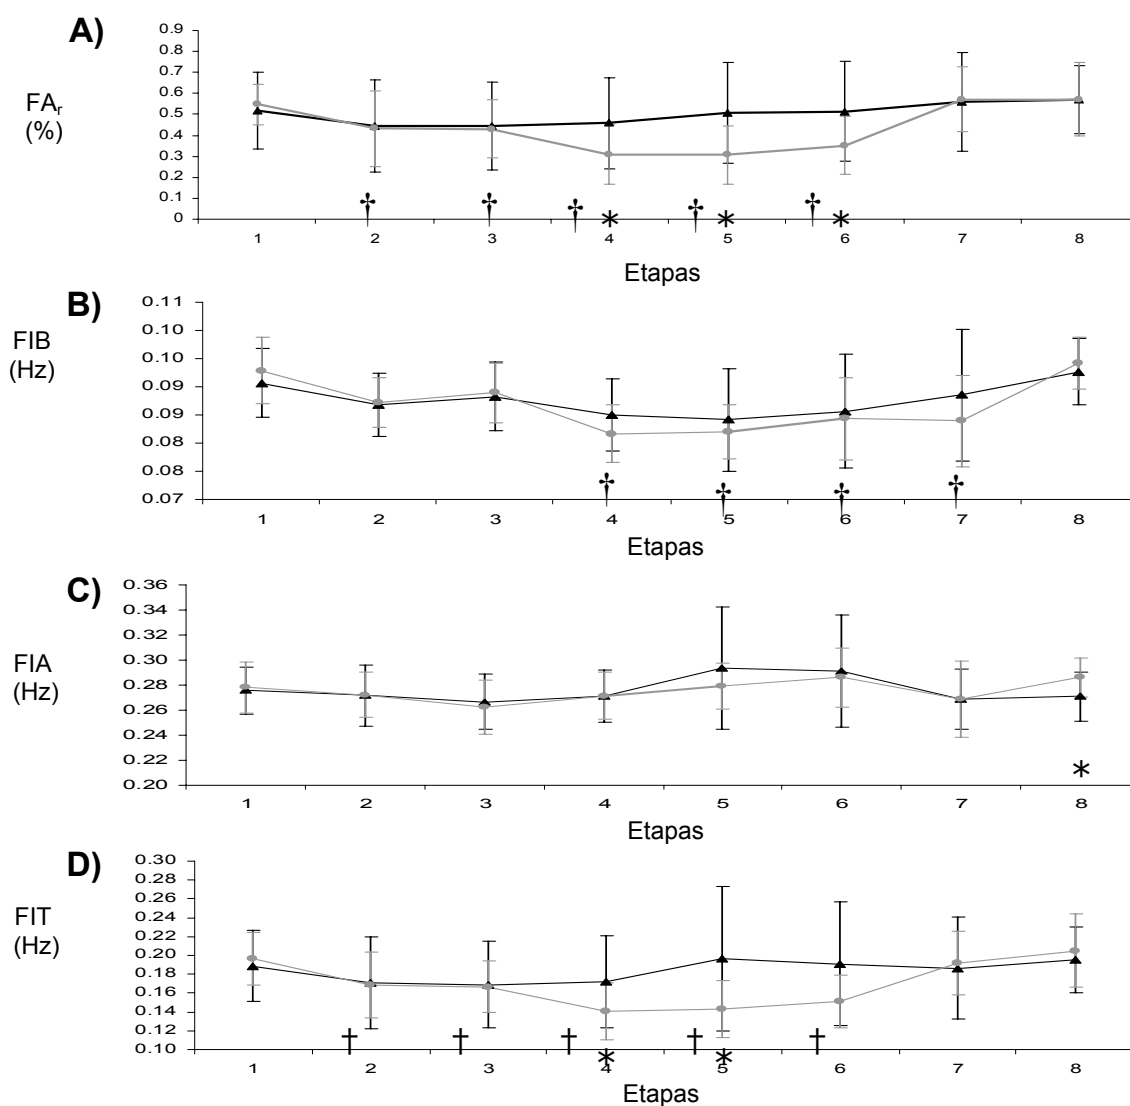 A)
FAr
(%)
0.9
0.8
0.7
0.6
0.5
0.4
0.3
0.2
0.1
0
† † † * † * † *
1 2 3 4 5 6 7 8
Etapas
B)
FIB
(Hz)
0.11
0.10
0.09
0.09
0.08
0.08
0.07
† † † †
1 2 3 4 5 6 7 8
Etapas
C)
FIA
(Hz)
0.36
0.34
0.32
0.30
0.28
0.26
0.24
0.22
0.20
*
1 2 3 4 5 6 7 8
Etapas
D)
FIT
(Hz)
0.30
0.28
0.26
0.24
0.22
0.20
0.18
0.16
0.14
0.12
0.10
† † † * † * †
1 2 3 4 5 6 7 8
Etapas